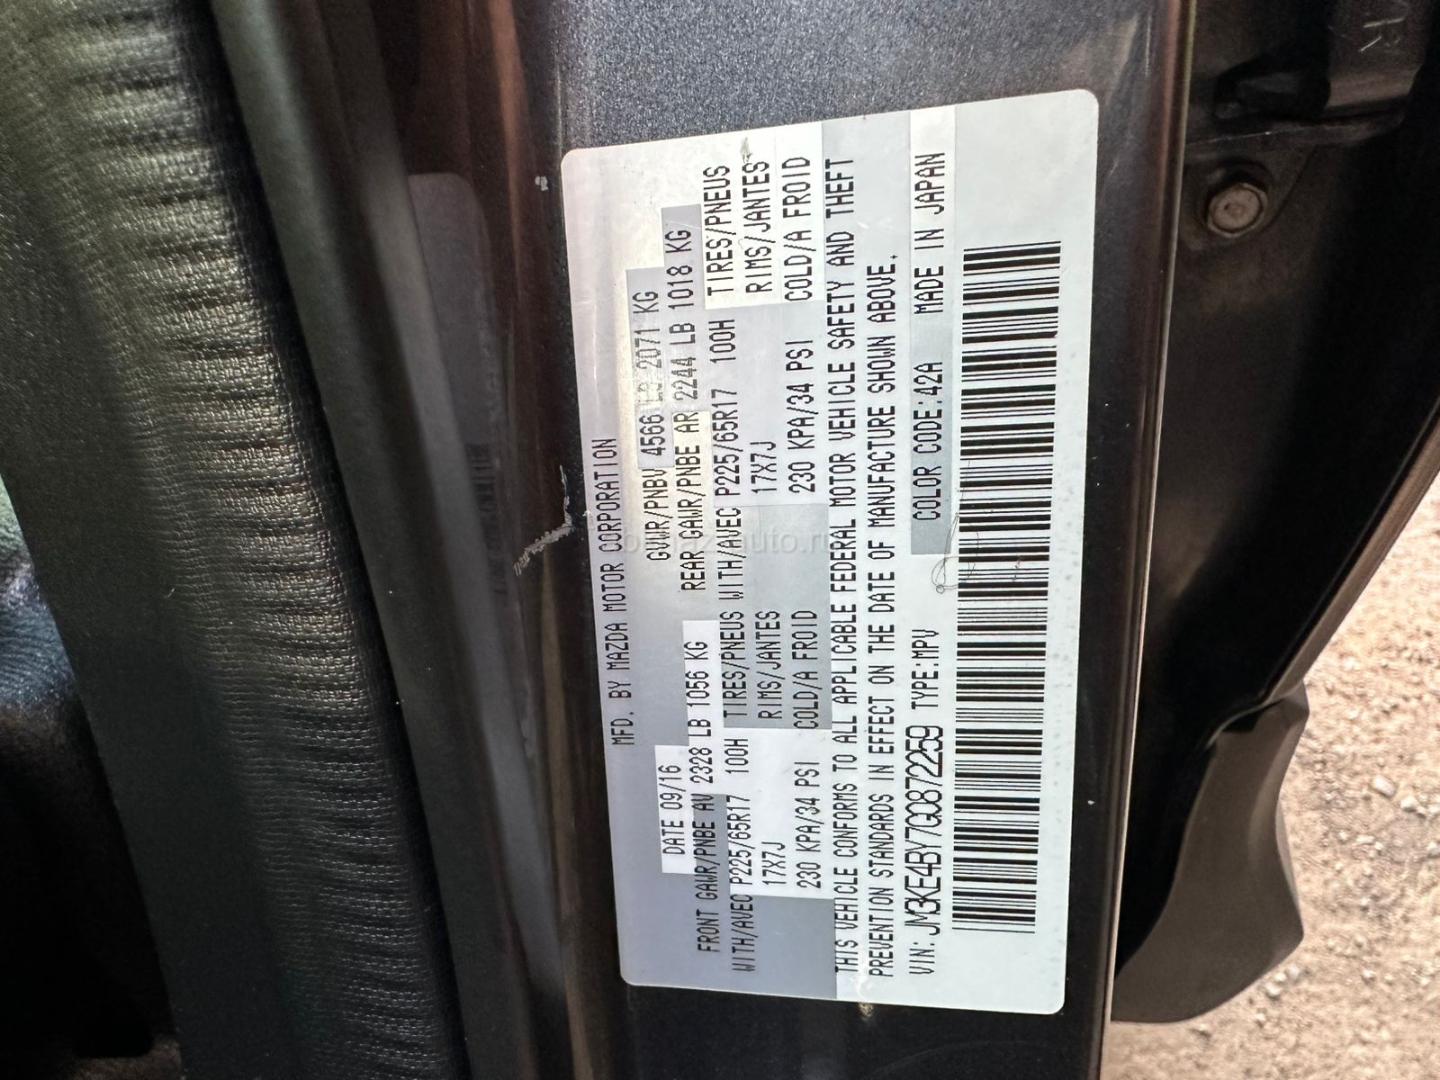 MFD. BY MAZDA MOTOR CORPORATION
DATE 09/16 GVWR/PNBV 4566 LB 2071 KG
FRONT GAWR/PNBE AV 2328 LB 1056 KG REAR GAWR/PNBE AR 2244 LB 1018 KG
WITH/AVEC P225/65R17 100H TIRES/PNEUS WITH/AVEC P225/65R17 100H TIRES/PNEUS
17X7J RIMS/JANTES 17X7J RIMS/JANTES
230 KPA/34 PSI COLD/A FROID 230 KPA/34 PSI COLD/A FROID
THIS VEHICLE CONFORMS TO ALL APPLICABLE FEDERAL MOTOR VEHICLE SAFETY AND THEFT
PREVENTION STANDARDS IN EFFECT ON THE DATE OF MANUFACTURE SHOWN ABOVE.
VIN: JM3KE4BY7G0872259 TYPE:MPV COLOR CODE:42A MADE IN JAPAN
R